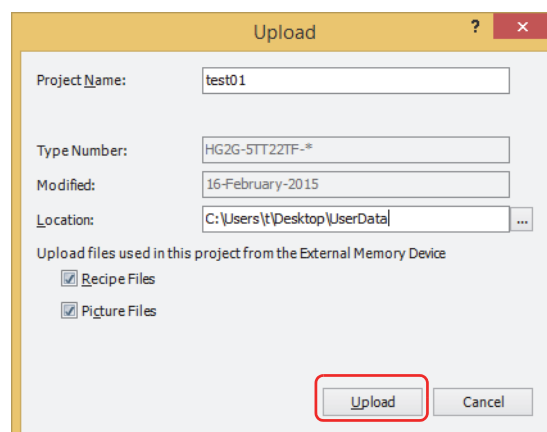 Upload
?
×
Project Name:
test01
Type Number:
HG2G-5TT22TF-*
Modified:
16-February-2015
Location:
C:\Users\t\Desktop\UserData
...
Upload files used in this project from the External Memory Device
Recipe Files
Picture Files
Upload
Cancel